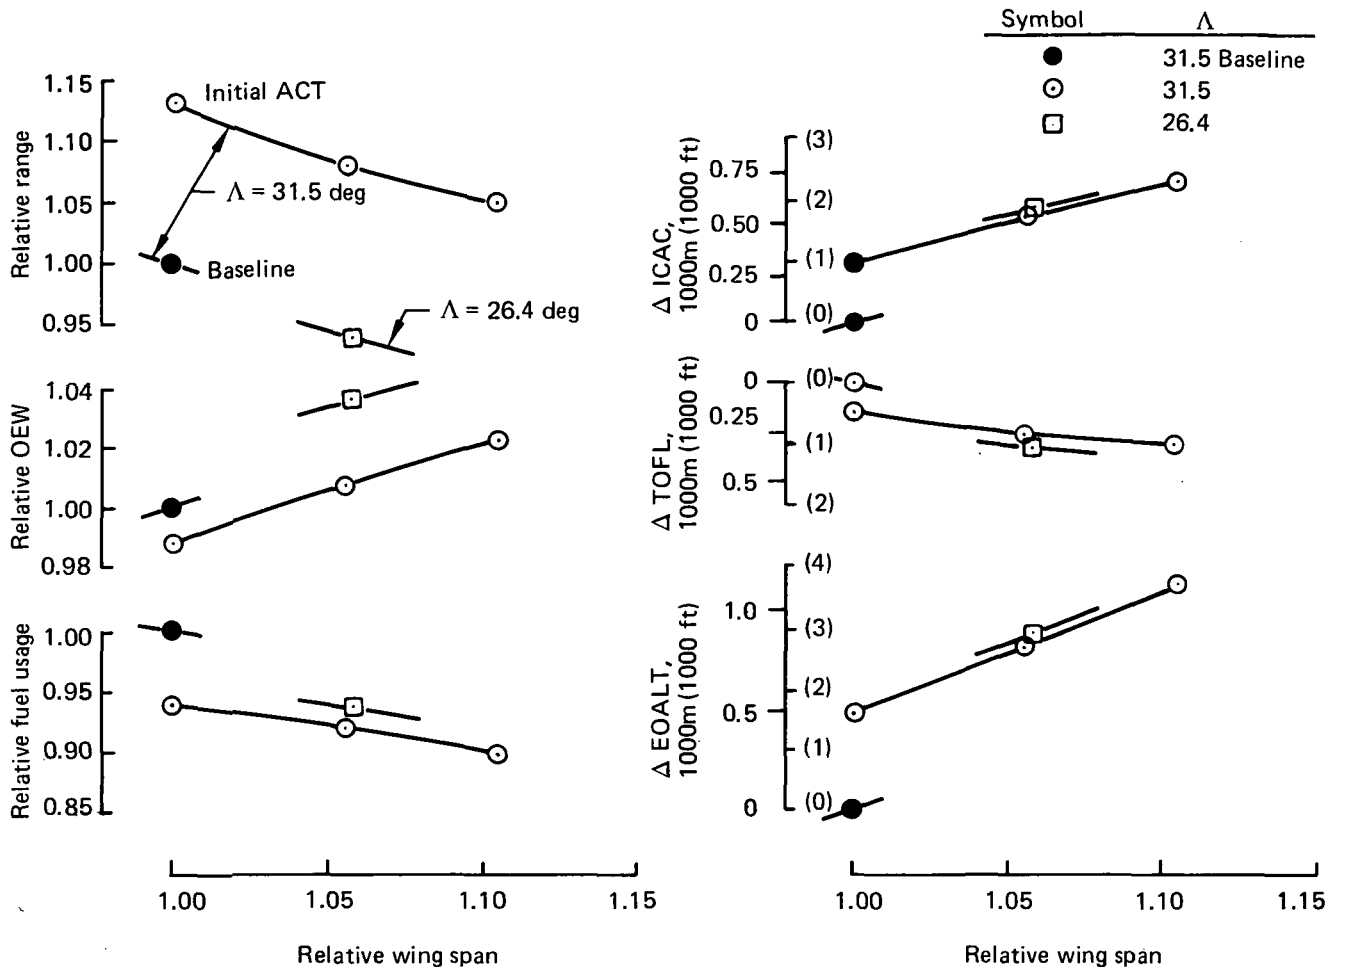 Symbol Λ
31.5 Baseline
31.5
26.4
Relative range
1.15
1.10
1.05
1.00
0.95
Initial ACT
Λ = 31.5 deg
Baseline
Λ = 26.4 deg
Relative OEW
1.04
1.02
1.00
0.98
Relative fuel usage
1.00
0.95
0.90
0.85
1.00 1.05 1.10 1.15
Relative wing span
Δ ICAC,
1000m (1000 ft)
0.75
0.50
0.25
0
(3)
(2)
(1)
(0)
Δ TOFL,
1000m (1000 ft)
0
0.25
0.5
(0)
(1)
(2)
Δ EOALT,
1000m (1000 ft)
1.0
0.5
0
(4)
(3)
(2)
(1)
(0)
1.00 1.05 1.10 1.15
Relative wing span